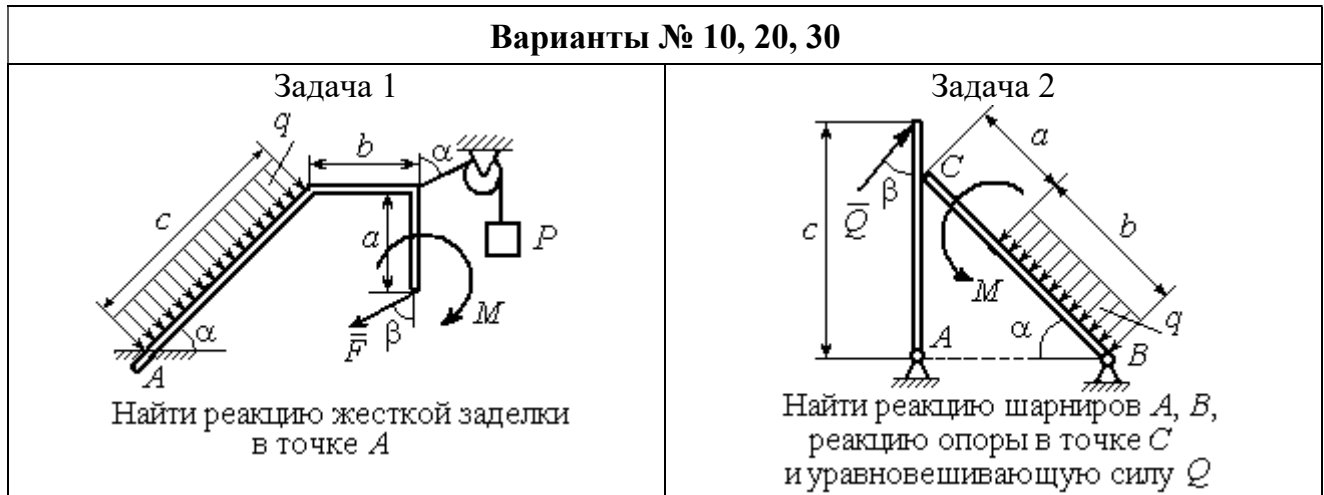 Варианты № 10, 20, 30
Задача 1
q
b
α
c
a
P
M
α
β
F
A
Найти реакцию жесткой заделки
в точке A
Задача 2
a
C
β
Q
b
c
M
q
A
α
B
Найти реакцию шарниров A, B,
реакцию опоры в точке C
и уравновешивающую силу Q